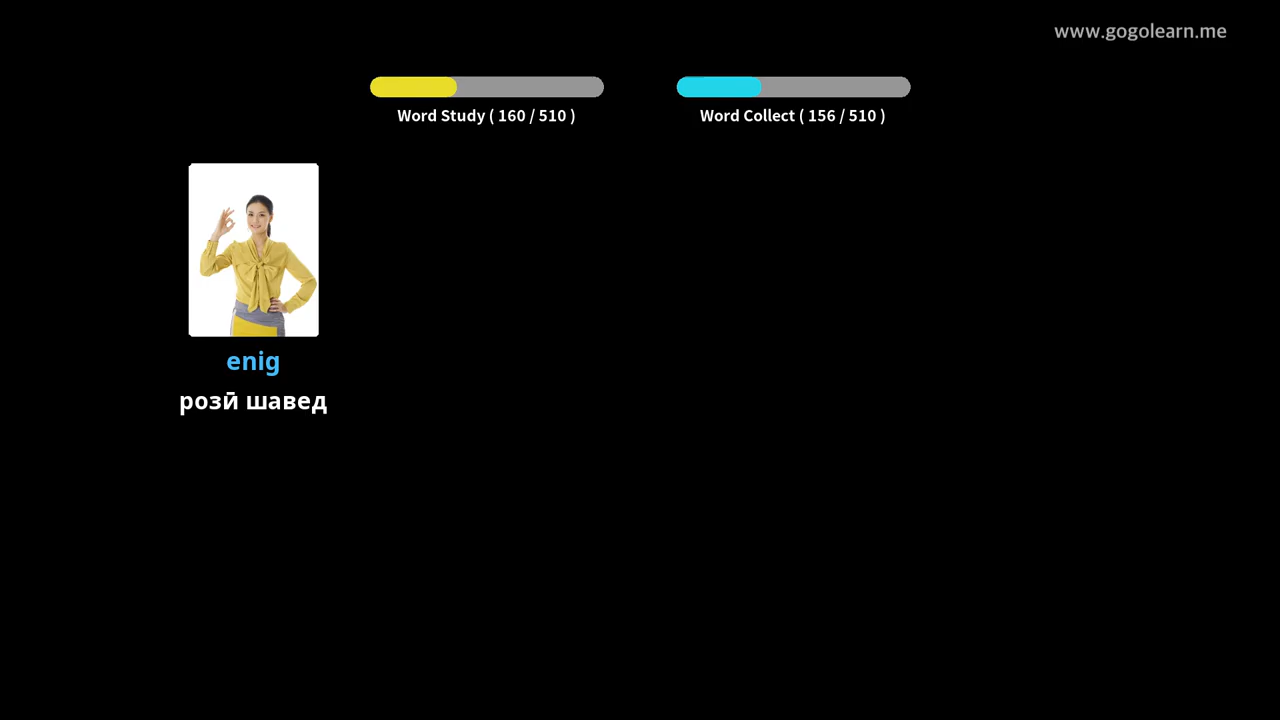 www.gogolearn.me
Word Study ( 160 / 510 )
Word Collect ( 156 / 510 )
enig
розӣ шавед